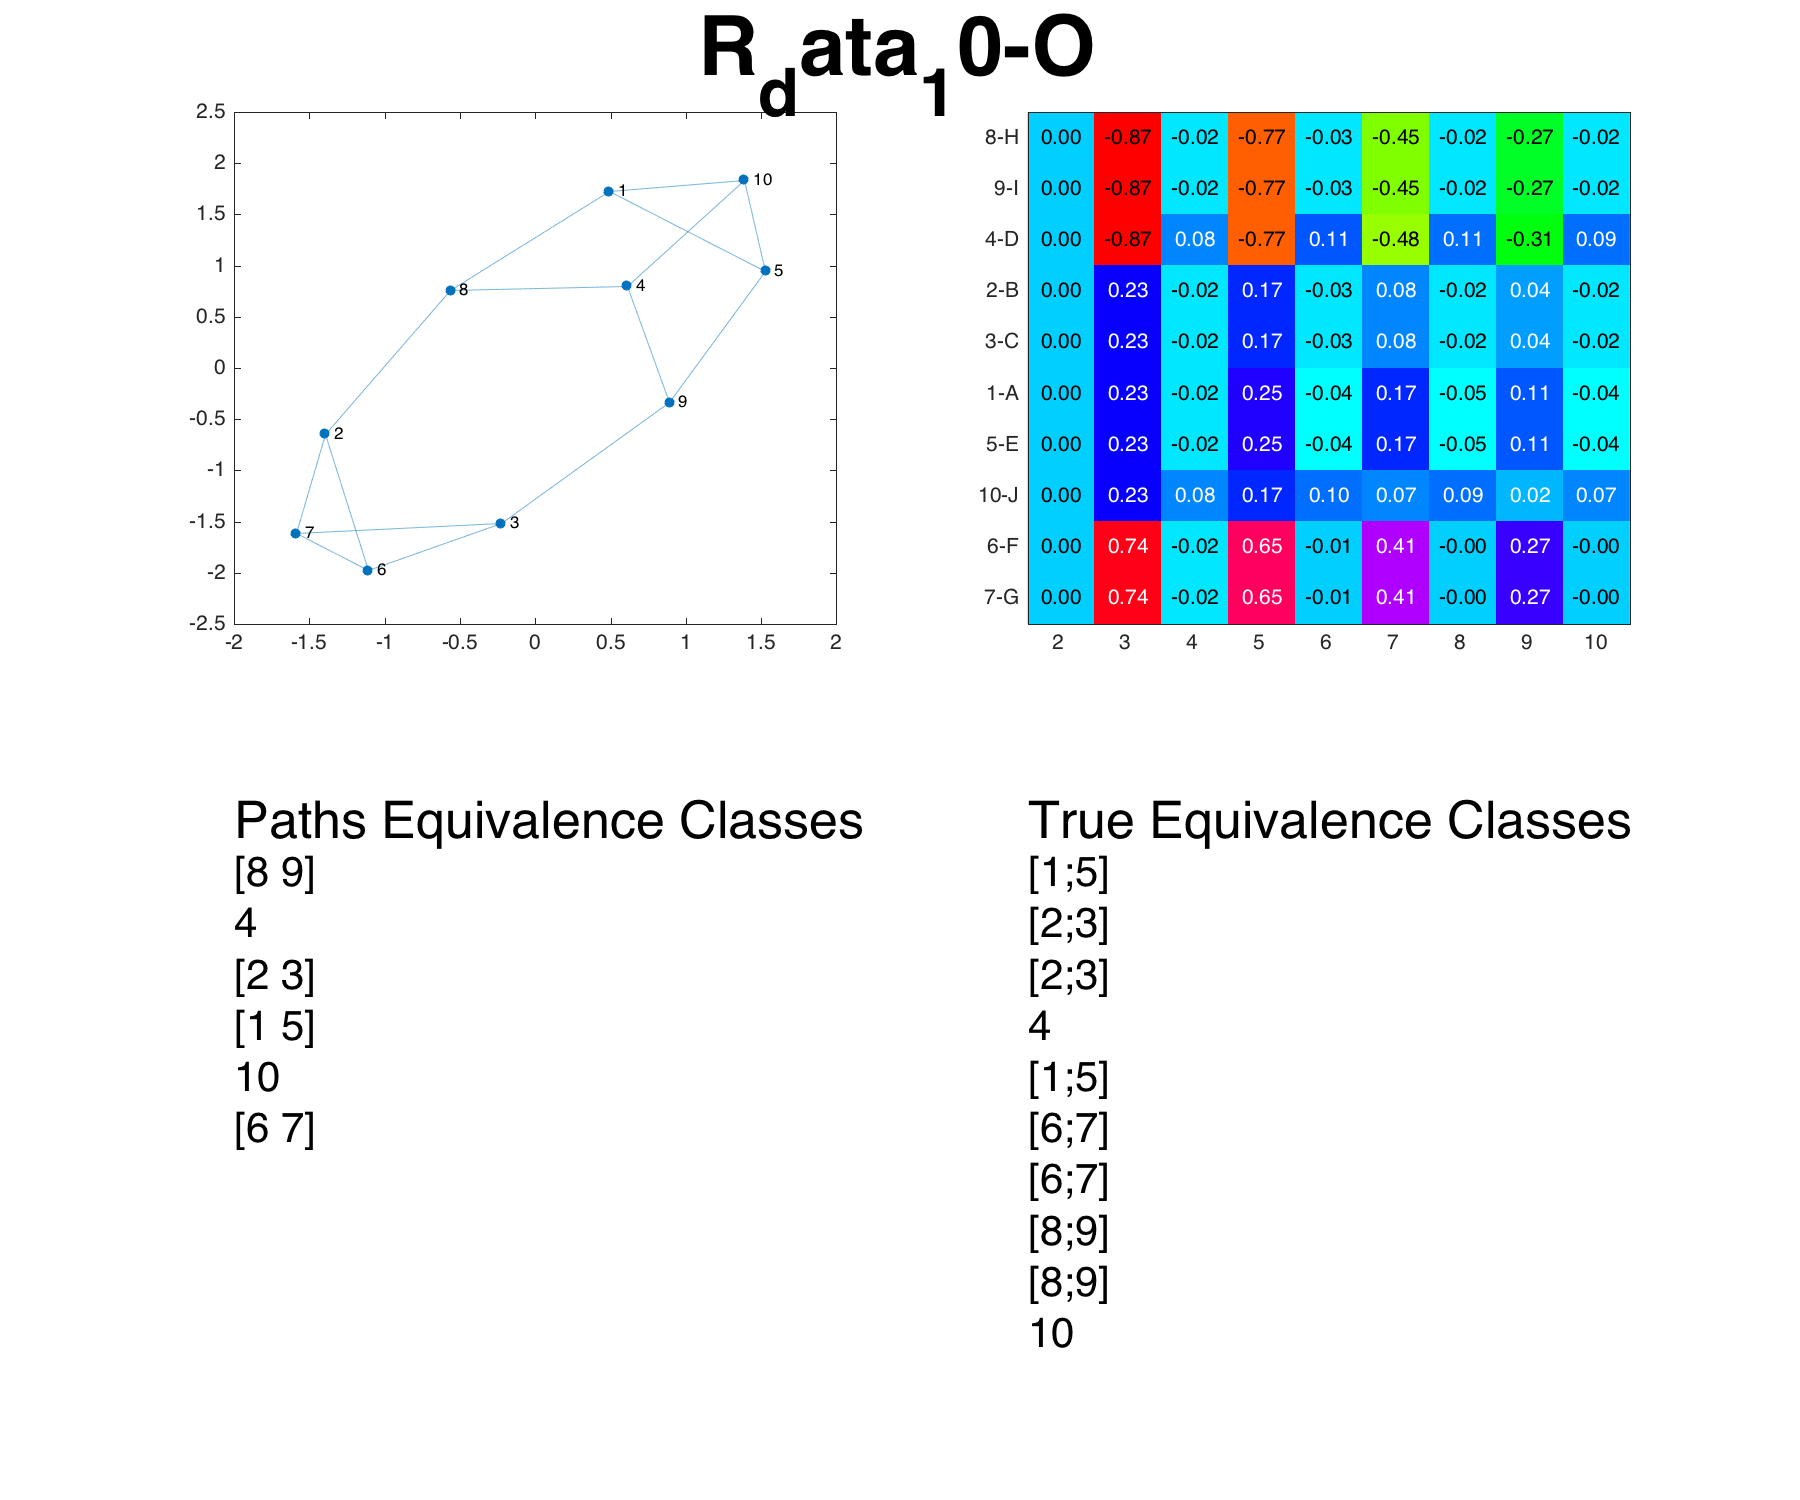 R_data_10-O
2.5
2
1.5
1
0.5
0
-0.5
-1
-1.5
-2
-2.5
-2 -1.5 -1 -0.5 0 0.5 1 1.5 2
1
10
5
8
4
9
2
3
7
6
8-H 0.00 -0.87 -0.02 -0.77 -0.03 -0.45 -0.02 -0.27 -0.02
9-I 0.00 -0.87 -0.02 -0.77 -0.03 -0.45 -0.02 -0.27 -0.02
4-D 0.00 -0.87 0.08 -0.77 0.11 -0.48 0.11 -0.31 0.09
2-B 0.00 0.23 -0.02 0.17 -0.03 0.08 -0.02 0.04 -0.02
3-C 0.00 0.23 -0.02 0.17 -0.03 0.08 -0.02 0.04 -0.02
1-A 0.00 0.23 -0.02 0.25 -0.04 0.17 -0.05 0.11 -0.04
5-E 0.00 0.23 -0.02 0.25 -0.04 0.17 -0.05 0.11 -0.04
10-J 0.00 0.23 0.08 0.17 0.10 0.07 0.09 0.02 0.07
6-F 0.00 0.74 -0.02 0.65 -0.01 0.41 -0.00 0.27 -0.00
7-G 0.00 0.74 -0.02 0.65 -0.01 0.41 -0.00 0.27 -0.00
2 3 4 5 6 7 8 9 10
Paths Equivalence Classes
[8 9]
4
[2 3]
[1 5]
10
[6 7]
True Equivalence Classes
[1;5]
[2;3]
[2;3]
4
[1;5]
[6;7]
[6;7]
[8;9]
[8;9]
10